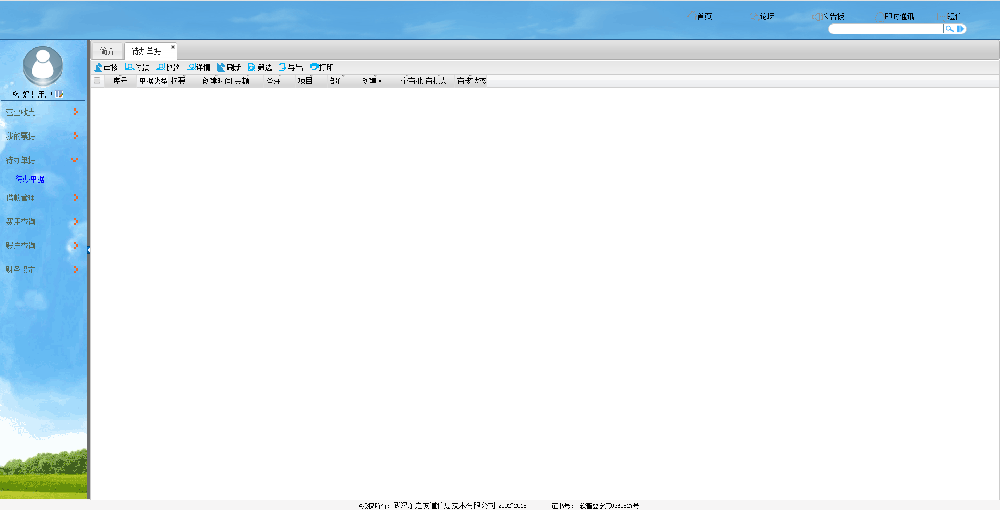 首页 论坛 公告板 即时通讯 短信
简介 待办单据
审核 付款 收款 详情 刷新 筛选 导出 打印
序号 单据类型 摘要 创建时间 金额 备注 项目 部门 创建人 上个审批 审批人 审核状态
您 好！用户
营业收支
我的票据
待办单据
待办单据
借款管理
费用查询
账户查询
财务设定
©版权所有：武汉东之友道信息技术有限公司 2002~2015 证书号： 软著登字第0369827号